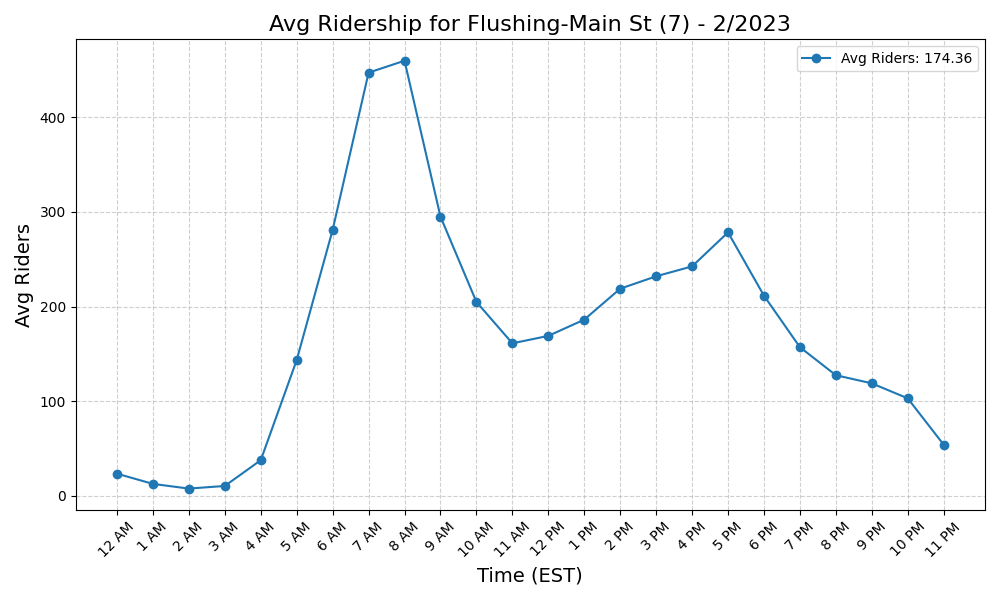 Avg Ridership for Flushing-Main St (7) - 2/2023
Avg Riders: 174.36
Avg Riders
400
300
200
100
0
12 AM
1 AM
2 AM
3 AM
4 AM
5 AM
6 AM
7 AM
8 AM
9 AM
10 AM
11 AM
12 PM
1 PM
2 PM
3 PM
4 PM
5 PM
6 PM
7 PM
8 PM
9 PM
10 PM
11 PM
Time (EST)